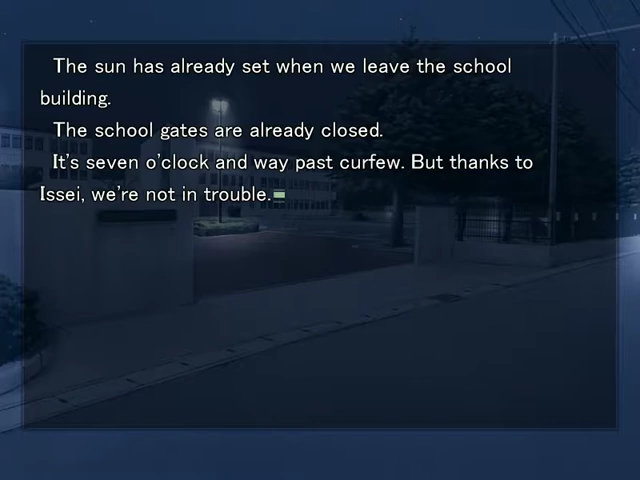 The sun has already set when we leave the school
building.
The school gates are already closed.
It's seven o'clock and way past curfew. But thanks to
Issei, we're not in trouble.